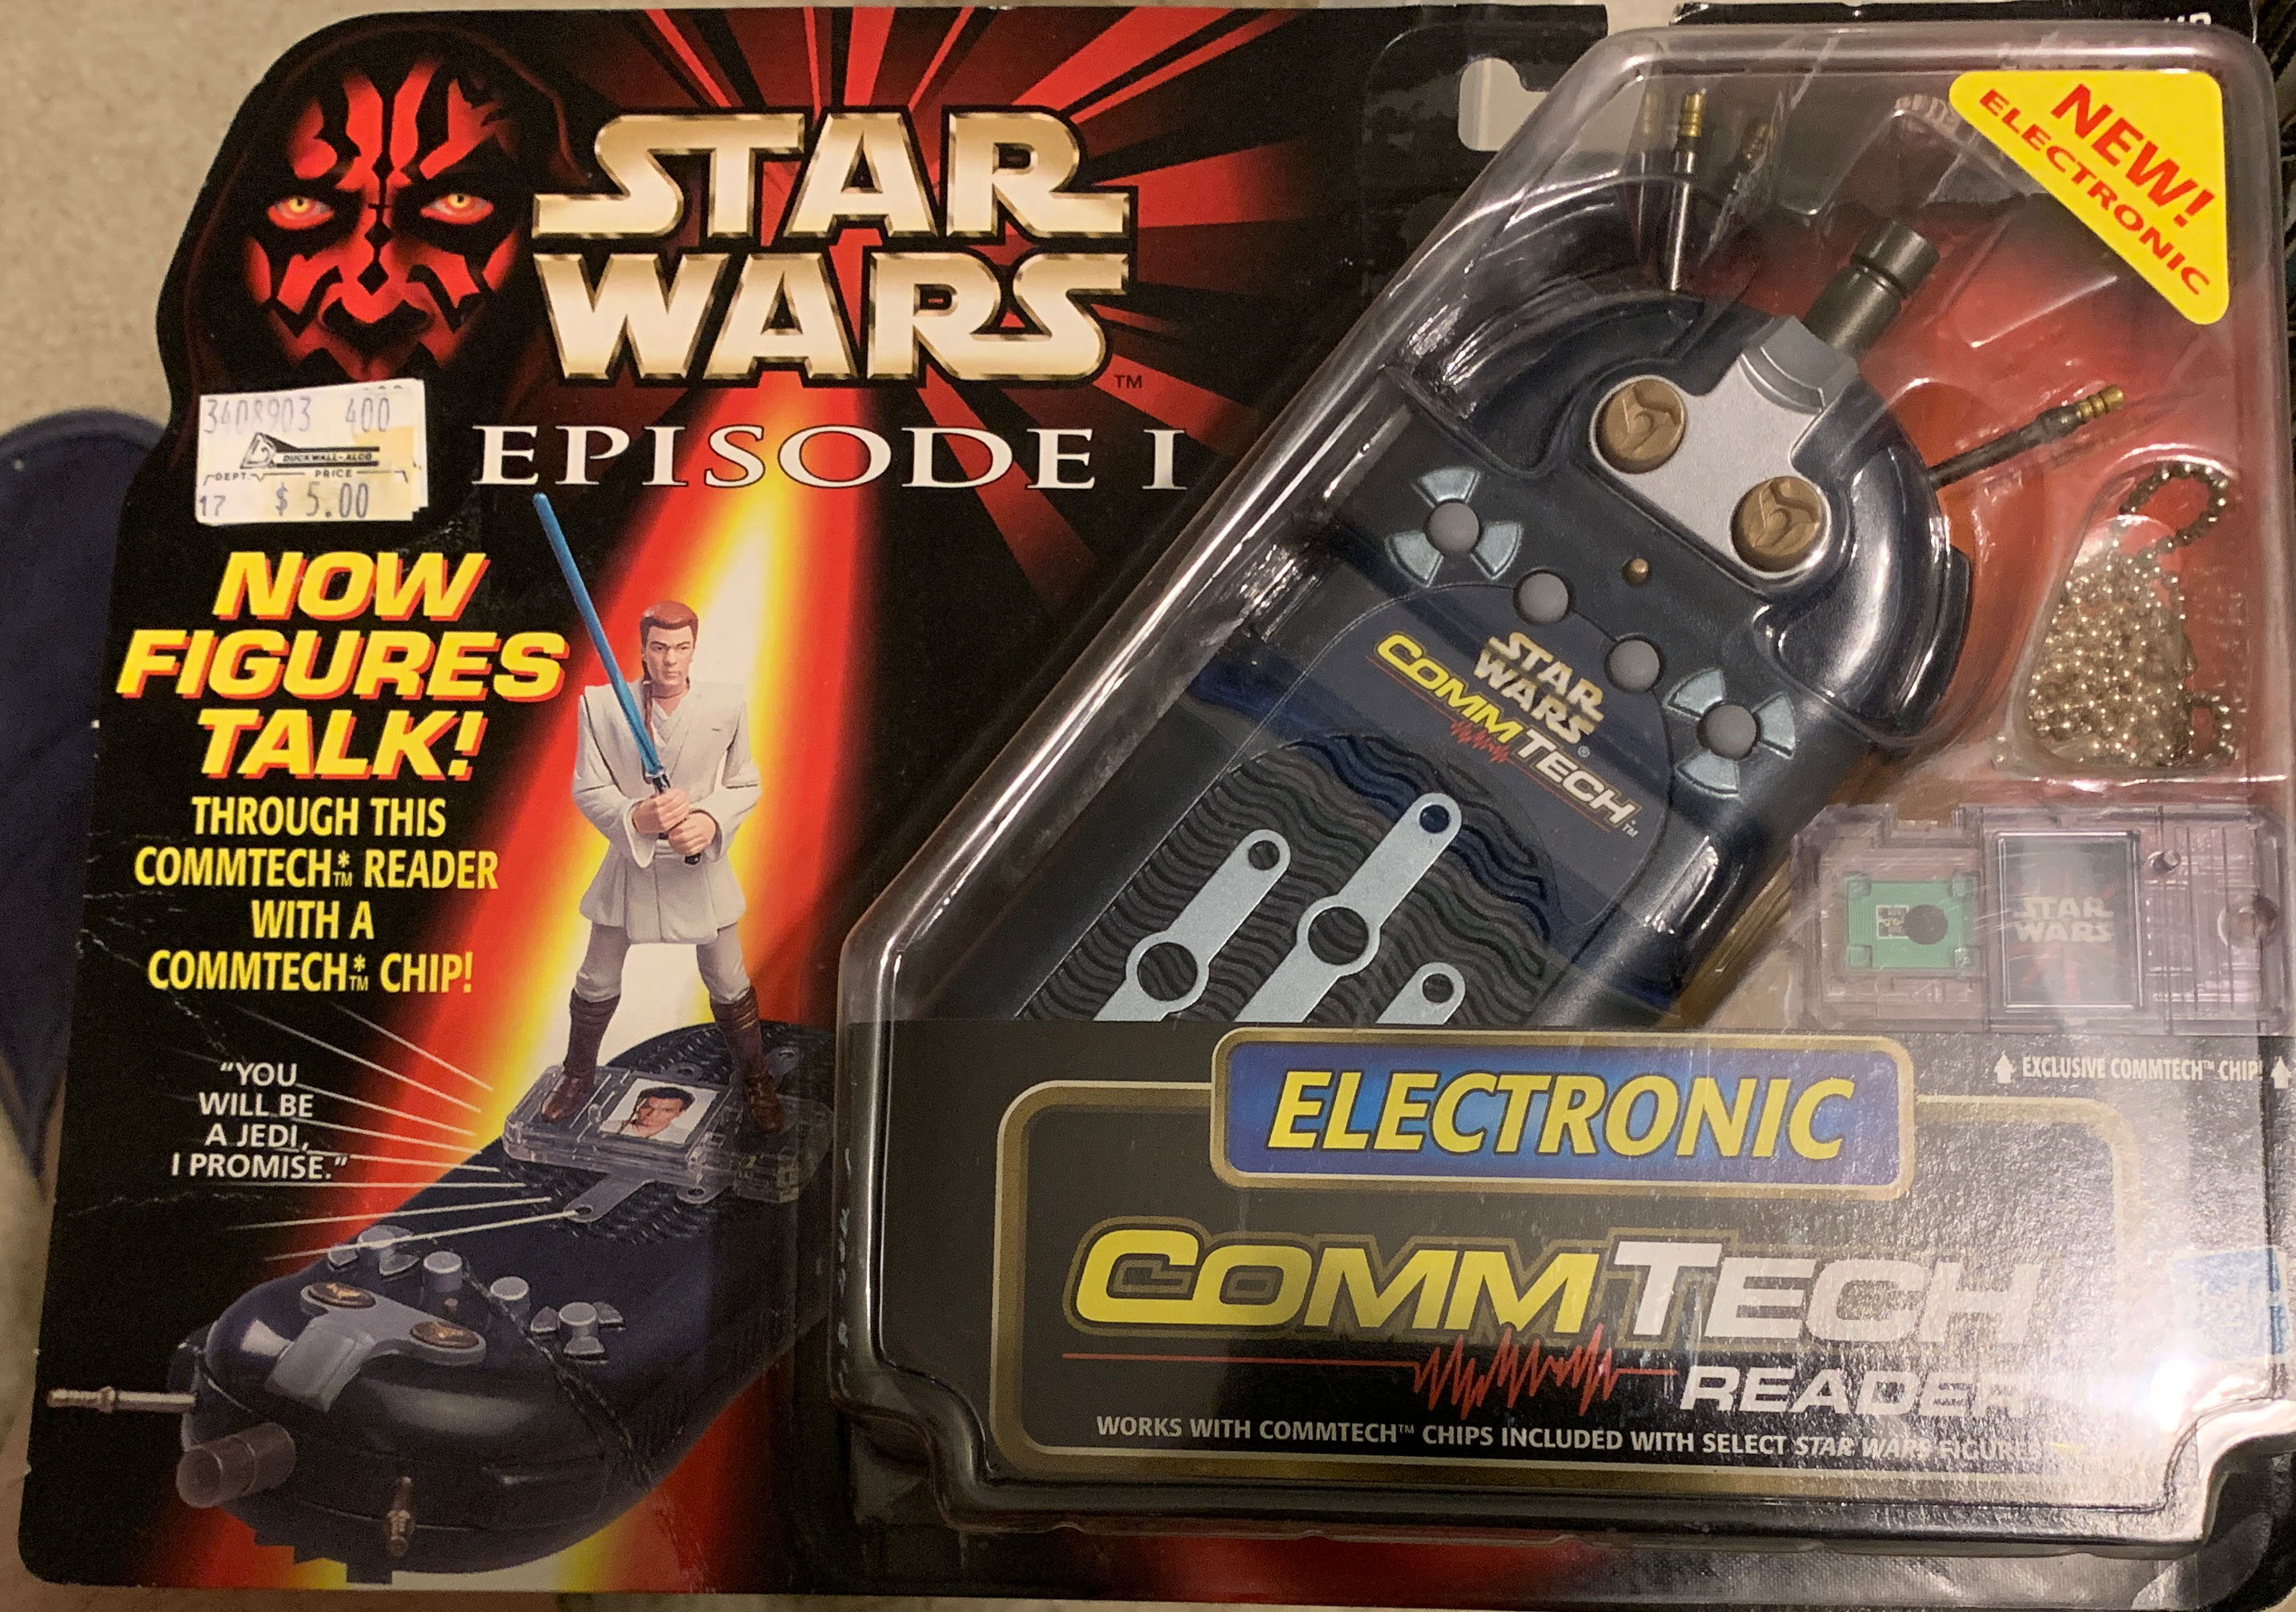 STAR
WARS
™
EPISODE I
3408903 400
DUCKWALL-ALCO
DEPT. PRICE
17 $ 5.00
NOW
FIGURES
TALK!
THROUGH THIS
COMMTECH*™ READER
WITH A
COMMTECH*™ CHIP!
"YOU
WILL BE
A JEDI,
I PROMISE."
NEW!
ELECTRONIC
STAR
WARS®
COMMTECH™
STAR
WARS
EXCLUSIVE COMMTECH™ CHIP!
ELECTRONIC
COMMTECH
READER
WORKS WITH COMMTECH™ CHIPS INCLUDED WITH SELECT STAR WARS FIGURES